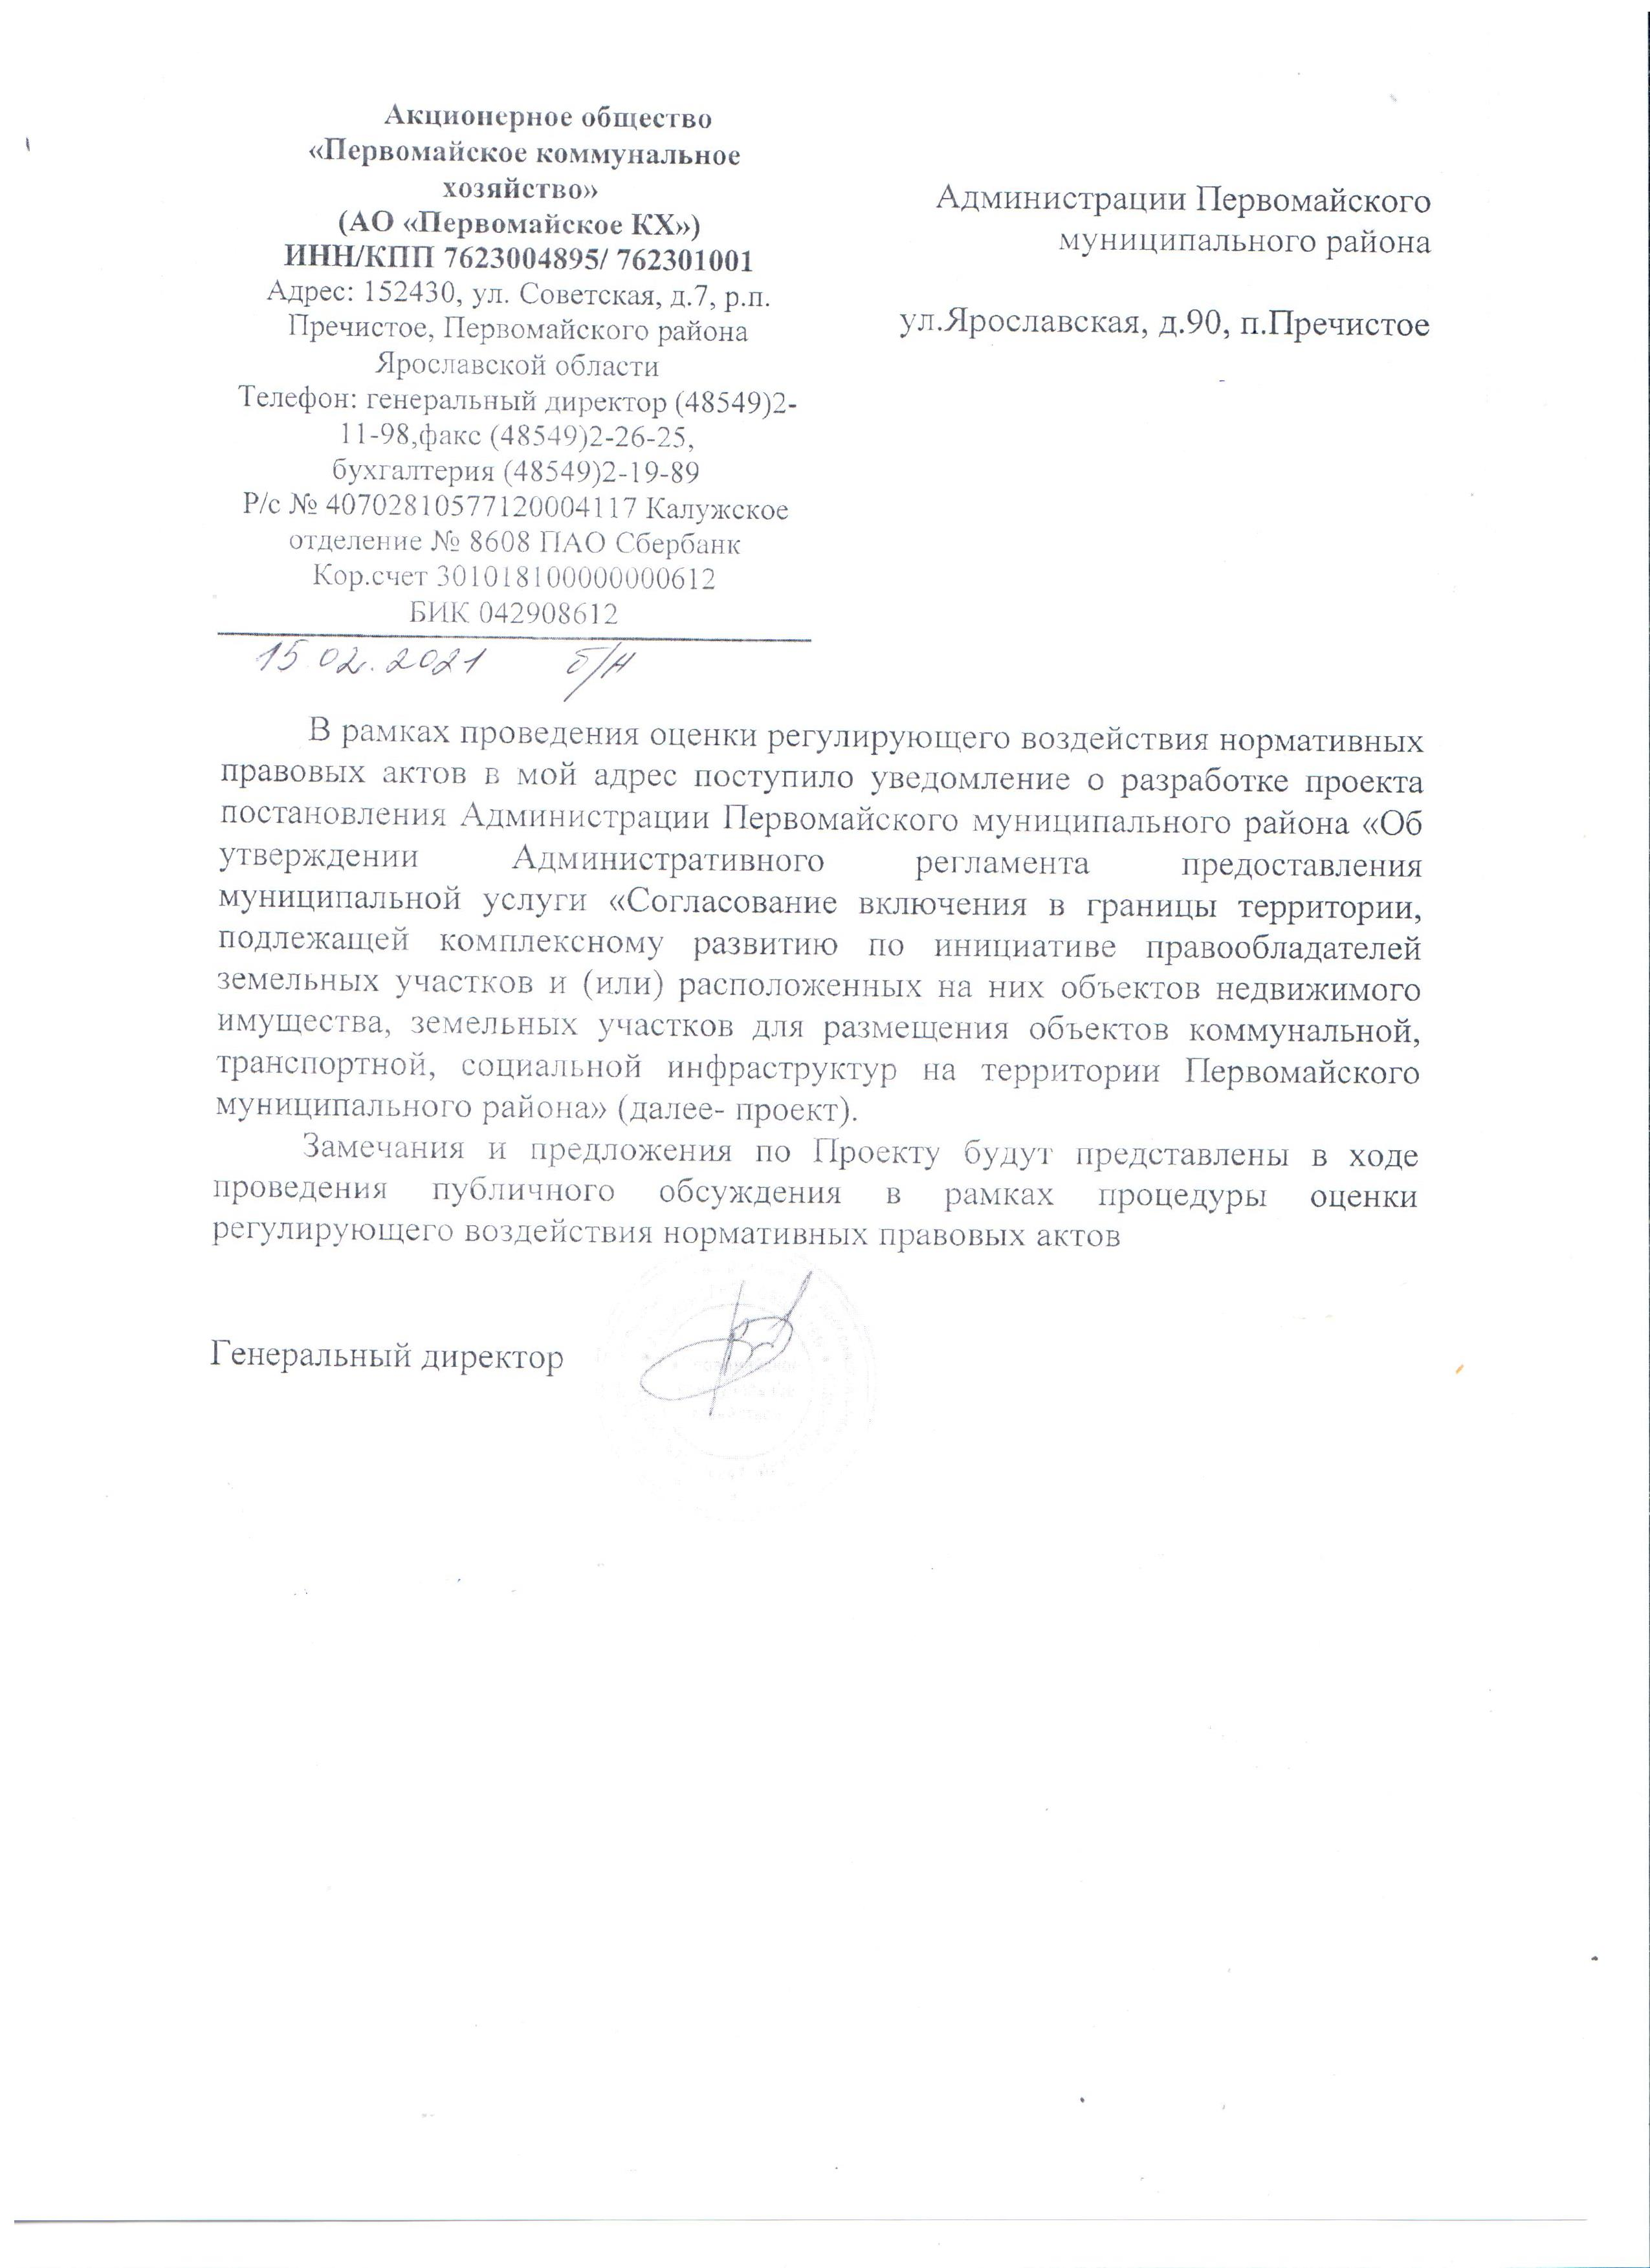 Акционерное общество
«Первомайское коммунальное
хозяйство»
(АО «Первомайское КХ»)
ИНН/КПП 7623004895/ 762301001
Адрес: 152430, ул. Советская, д.7, р.п.
Пречистое, Первомайского района
Ярославской области
Телефон: генеральный директор (48549)2-
11-98,факс (48549)2-26-25,
бухгалтерия (48549)2-19-89
Р/с № 40702810577120004117 Калужское
отделение № 8608 ПАО Сбербанк
Кор.счет 301018100000000612
БИК 042908612
15.02.2021 б/н
Администрации Первомайского
муниципального района
ул.Ярославская, д.90, п.Пречистое
В рамках проведения оценки регулирующего воздействия нормативных
правовых актов в мой адрес поступило уведомление о разработке проекта
постановления Администрации Первомайского муниципального района «Об
утверждении Административного регламента предоставления
муниципальной услуги «Согласование включения в границы территории,
подлежащей комплексному развитию по инициативе правообладателей
земельных участков и (или) расположенных на них объектов недвижимого
имущества, земельных участков для размещения объектов коммунальной,
транспортной, социальной инфраструктур на территории Первомайского
муниципального района» (далее- проект).
Замечания и предложения по Проекту будут представлены в ходе
проведения публичного обсуждения в рамках процедуры оценки
регулирующего воздействия нормативных правовых актов
Генеральный директор